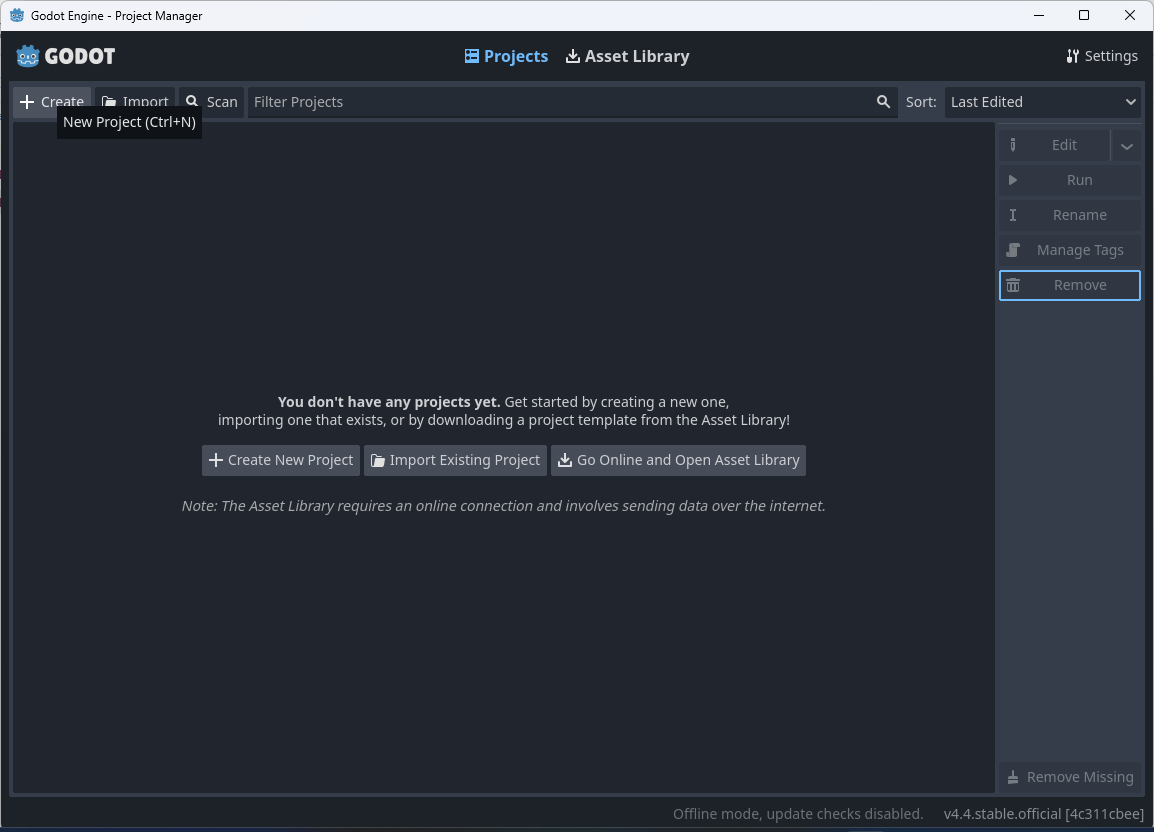 Godot Engine - Project Manager
GODOT
Projects
Asset Library
Settings
Create
Import
Scan
Filter Projects
Sort:
Last Edited
New Project (Ctrl+N)
Edit
Run
Rename
Manage Tags
Remove
You don't have any projects yet. Get started by creating a new one,
importing one that exists, or by downloading a project template from the Asset Library!
Create New Project
Import Existing Project
Go Online and Open Asset Library
Note: The Asset Library requires an online connection and involves sending data over the internet.
Remove Missing
Offline mode, update checks disabled.
v4.4.stable.official [4c311cbee]